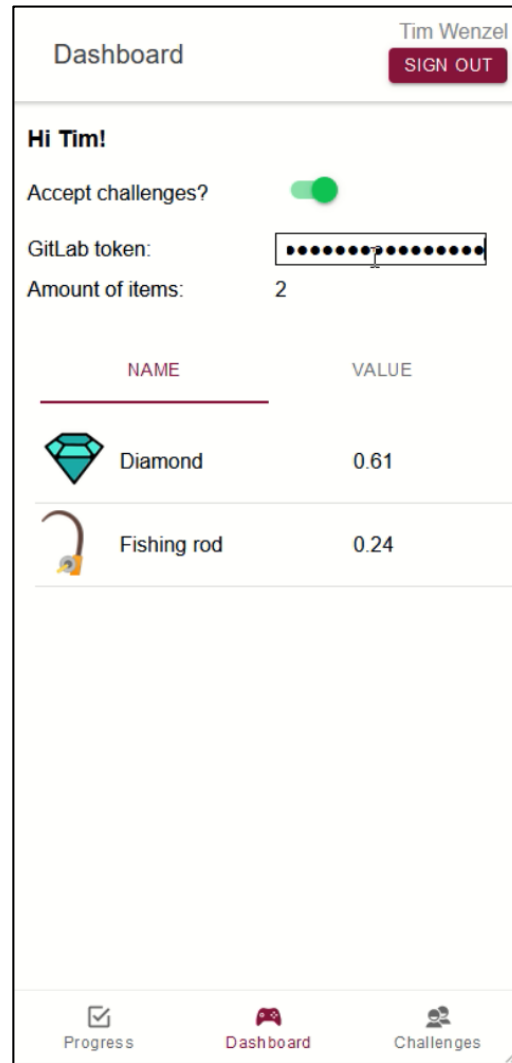 Tim Wenzel
Dashboard
SIGN OUT
Hi Tim!
Accept challenges?
GitLab token: ●●●●●●●●●●●●●●●●●
Amount of items: 2
NAME VALUE
Diamond 0.61
Fishing rod 0.24
Progress Dashboard Challenges